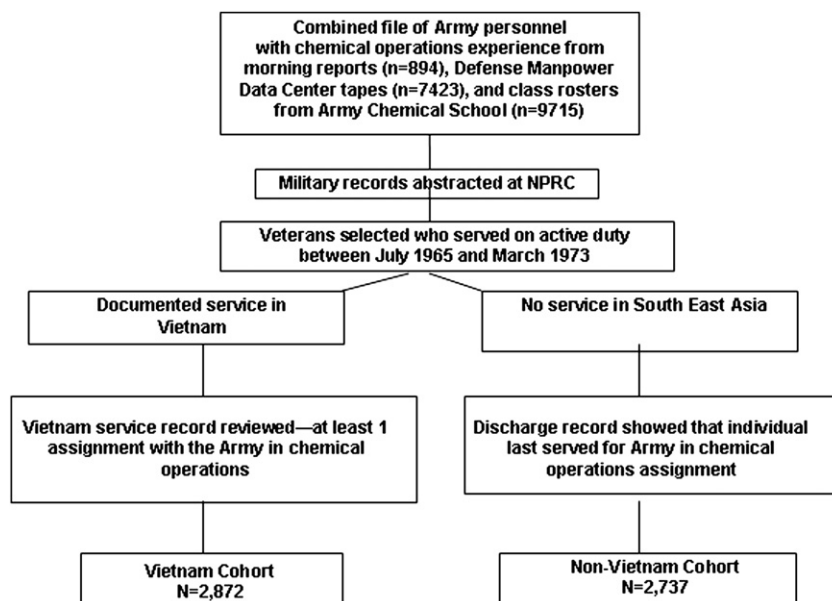 Combined file of Army personnel
with chemical operations experience from
morning reports (n=894), Defense Manpower
Data Center tapes (n=7423), and class rosters
from Army Chemical School (n=9715)
Military records abstracted at NPRC
Veterans selected who served on active duty
between July 1965 and March 1973
Documented service in
Vietnam
No service in South East Asia
Vietnam service record reviewed—at least 1
assignment with the Army in chemical
operations
Discharge record showed that individual
last served for Army in chemical
operations assignment
Vietnam Cohort
N=2,872
Non-Vietnam Cohort
N=2,737